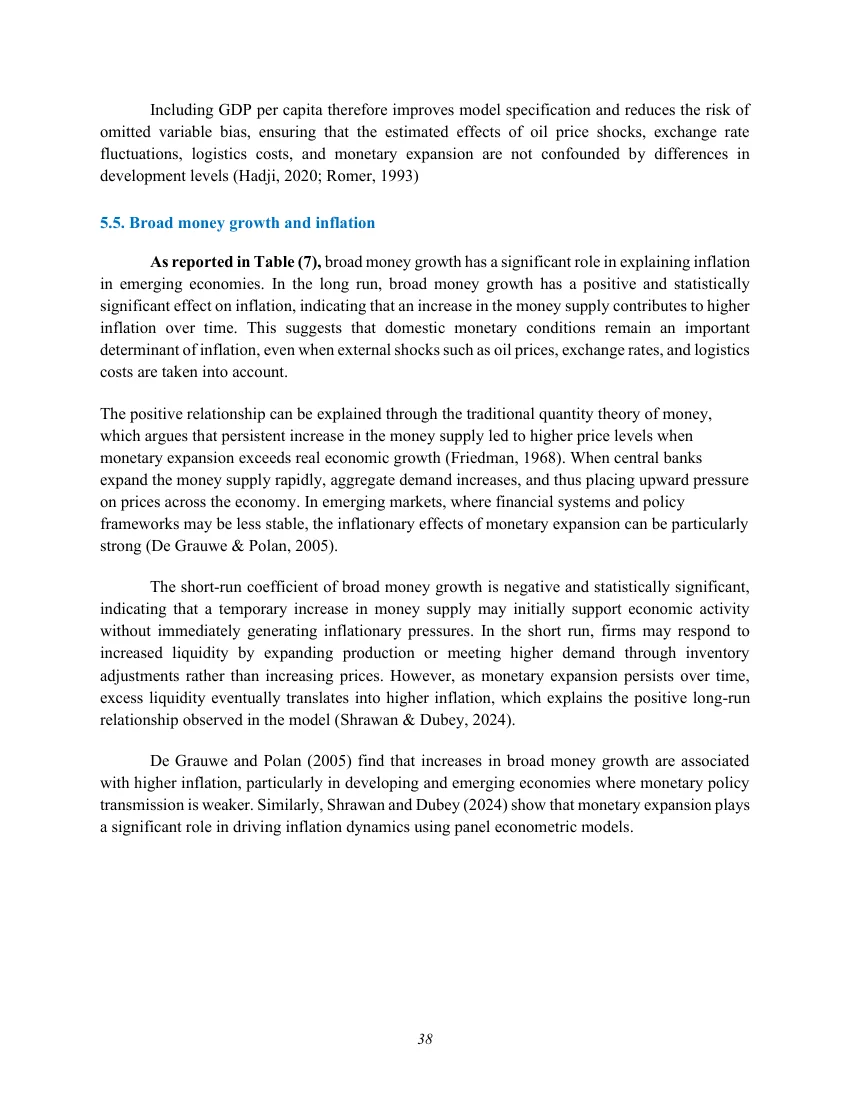 Including GDP per capita therefore improves model specification and reduces the risk of
omitted variable bias, ensuring that the estimated effects of oil price shocks, exchange rate
fluctuations, logistics costs, and monetary expansion are not confounded by differences in
development levels (Hadji, 2020; Romer, 1993)
5.5. Broad money growth and inflation
As reported in Table (7), broad money growth has a significant role in explaining inflation
in emerging economies. In the long run, broad money growth has a positive and statistically
significant effect on inflation, indicating that an increase in the money supply contributes to higher
inflation over time. This suggests that domestic monetary conditions remain an important
determinant of inflation, even when external shocks such as oil prices, exchange rates, and logistics
costs are taken into account.
The positive relationship can be explained through the traditional quantity theory of money,
which argues that persistent increase in the money supply led to higher price levels when
monetary expansion exceeds real economic growth (Friedman, 1968). When central banks
expand the money supply rapidly, aggregate demand increases, and thus placing upward pressure
on prices across the economy. In emerging markets, where financial systems and policy
frameworks may be less stable, the inflationary effects of monetary expansion can be particularly
strong (De Grauwe & Polan, 2005).
The short-run coefficient of broad money growth is negative and statistically significant,
indicating that a temporary increase in money supply may initially support economic activity
without immediately generating inflationary pressures. In the short run, firms may respond to
increased liquidity by expanding production or meeting higher demand through inventory
adjustments rather than increasing prices. However, as monetary expansion persists over time,
excess liquidity eventually translates into higher inflation, which explains the positive long-run
relationship observed in the model (Shrawan & Dubey, 2024).
De Grauwe and Polan (2005) find that increases in broad money growth are associated
with higher inflation, particularly in developing and emerging economies where monetary policy
transmission is weaker. Similarly, Shrawan and Dubey (2024) show that monetary expansion plays
a significant role in driving inflation dynamics using panel econometric models.
38